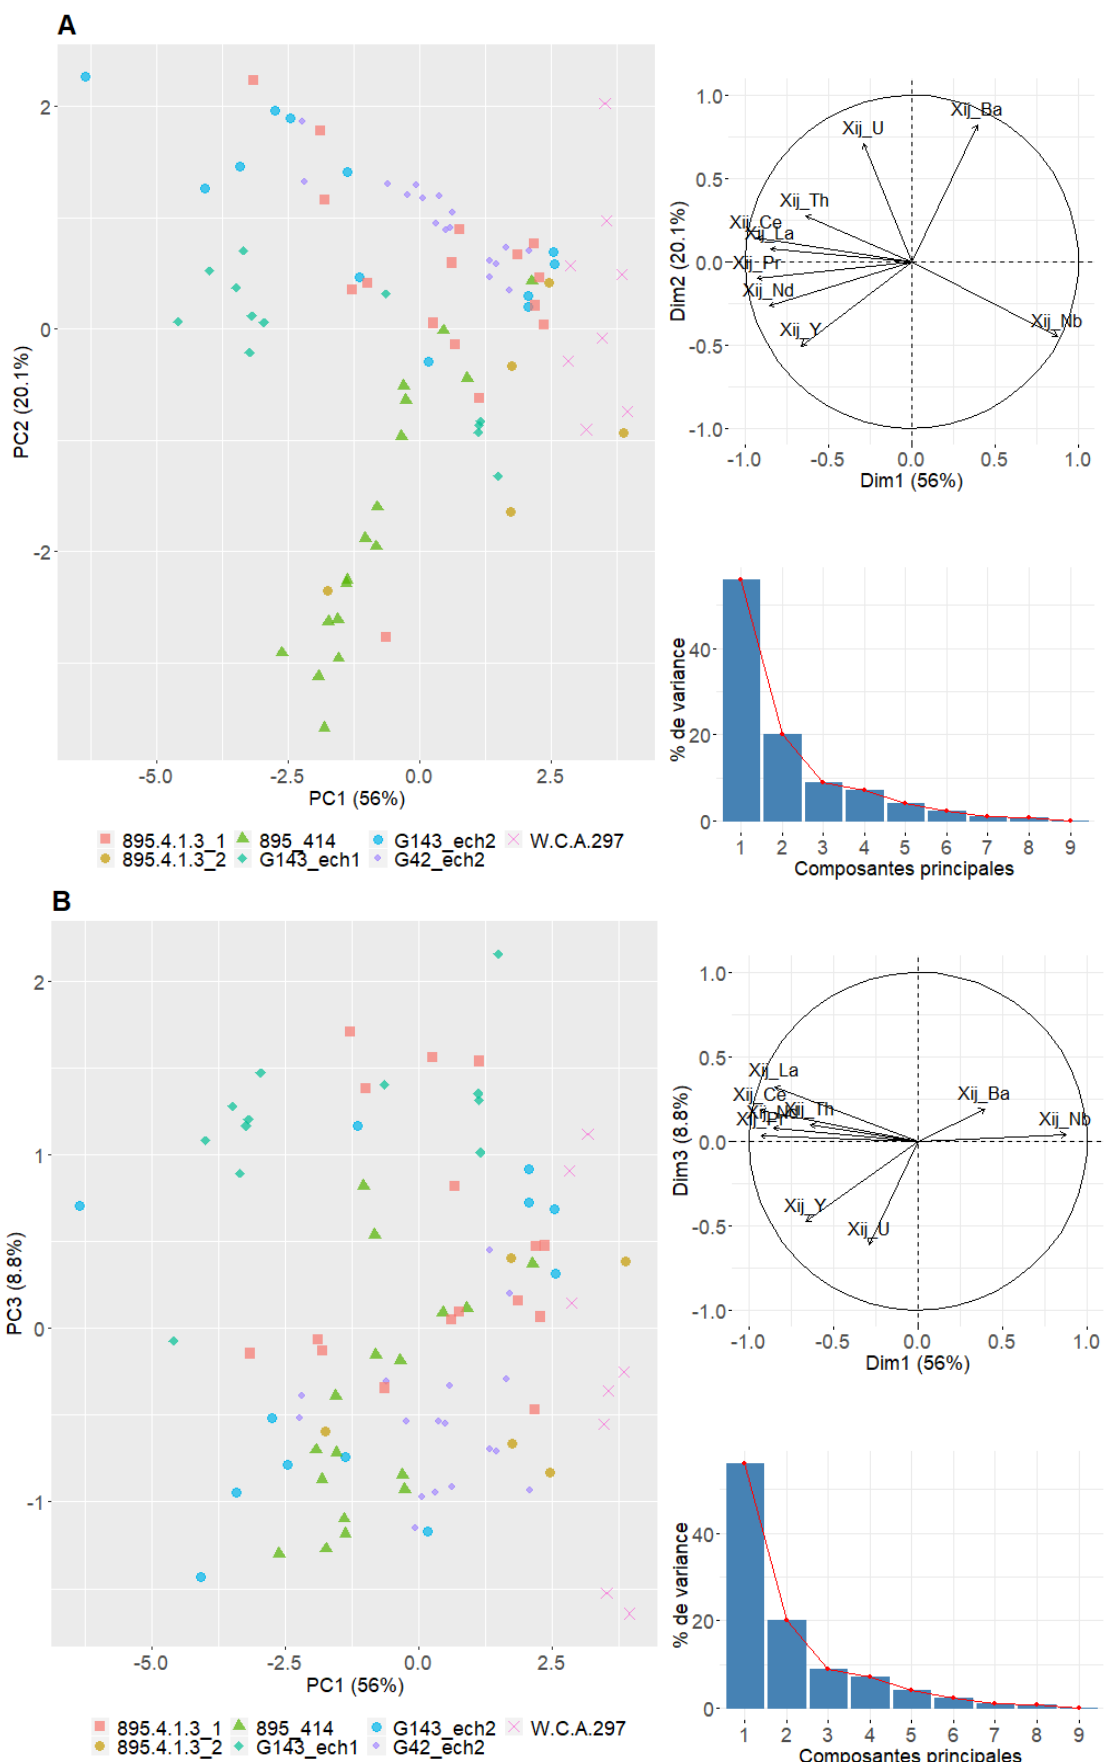 A
2
0
-2
PC2 (20.1%)
-5.0 -2.5 0.0 2.5
PC1 (56%)
895.4.1.3_1 895_414 G143_ech2 W.C.A.297
895.4.1.3_2 G143_ech1 G42_ech2
1.0
0.5
0.0
-0.5
-1.0
Dim2 (20.1%)
Xij_Ba
Xij_U
Xij_Th
Xij_Ce
Xij_La
Xij_Pr
Xij_Nd
Xij_Nb
Xij_Y
-1.0 -0.5 0.0 0.5 1.0
Dim1 (56%)
40
20
0
% de variance
1 2 3 4 5 6 7 8 9
Composantes principales
B
2
1
0
-1
PC3 (8.8%)
-5.0 -2.5 0.0 2.5
PC1 (56%)
895.4.1.3_1 895_414 G143_ech2 W.C.A.297
895.4.1.3_2 G143_ech1 G42_ech2
1.0
0.5
0.0
-0.5
-1.0
Dim3 (8.8%)
Xij_La
Xij_Ce
Xij_Ba
Xij_Nd
Xij_Th
Xij_Pr
Xij_Nb
Xij_Y
Xij_U
-1.0 -0.5 0.0 0.5 1.0
Dim1 (56%)
40
20
0
% de variance
1 2 3 4 5 6 7 8 9
Composantes principales